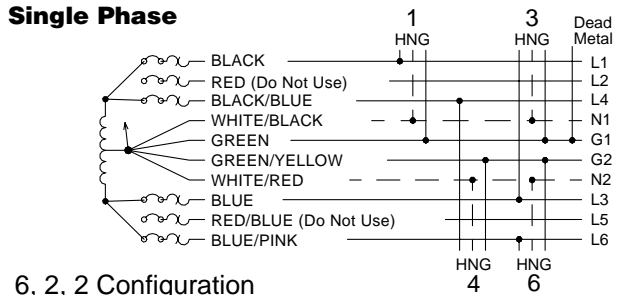 Single Phase
1 3 Dead
HNG HNG Metal
BLACK L1
RED (Do Not Use) L2
BLACK/BLUE L4
WHITE/BLACK N1
GREEN G1
GREEN/YELLOW G2
WHITE/RED N2
BLUE L3
RED/BLUE (Do Not Use) L5
BLUE/PINK L6
HNG HNG
6, 2, 2 Configuration 4 6